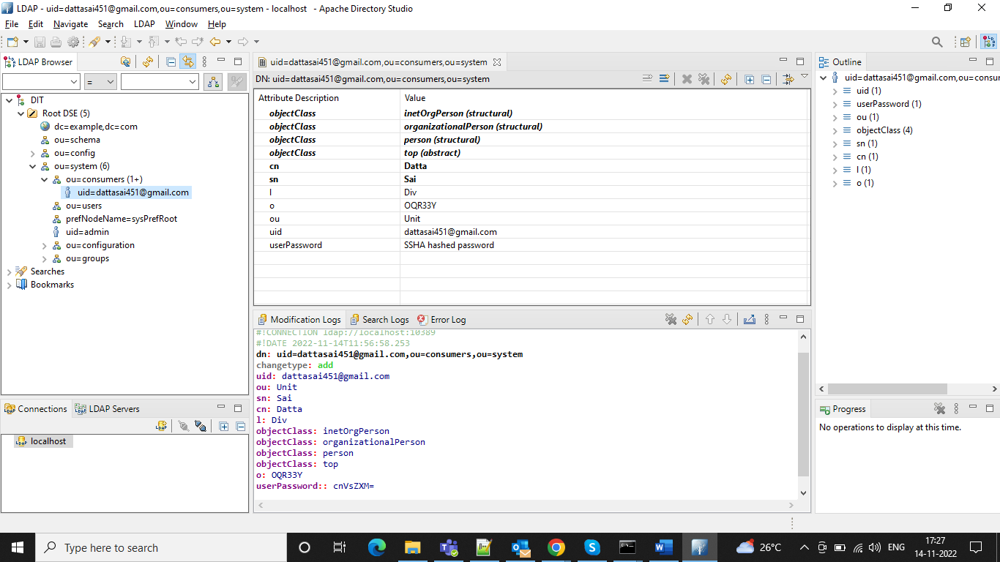 LDAP - uid=dattasai451@gmail.com,ou=consumers,ou=system - localhost - Apache Directory Studio
File Edit Navigate Search LDAP Window Help
LDAP Browser
=
DIT
Root DSE (5)
dc=example,dc=com
ou=schema
ou=config
ou=system (6)
ou=consumers (1+)
uid=dattasai451@gmail.com
ou=users
prefNodeName=sysPrefRoot
uid=admin
ou=configuration
ou=groups
Searches
Bookmarks
Connections LDAP Servers
localhost
uid=dattasai451@gmail.com,ou=consumers,ou=system
DN: uid=dattasai451@gmail.com,ou=consumers,ou=system
Attribute Description Value
objectClass inetOrgPerson (structural)
objectClass organizationalPerson (structural)
objectClass person (structural)
objectClass top (abstract)
cn Datta
sn Sai
l Div
o OQR33Y
ou Unit
uid dattasai451@gmail.com
userPassword SSHA hashed password
Modification Logs Search Logs Error Log
#!CONNECTION ldap://localhost:10389
#!DATE 2022-11-14T11:56:58.253
dn: uid=dattasai451@gmail.com,ou=consumers,ou=system
changetype: add
uid: dattasai451@gmail.com
ou: Unit
sn: Sai
cn: Datta
l: Div
objectClass: inetOrgPerson
objectClass: organizationalPerson
objectClass: person
objectClass: top
o: OQR33Y
userPassword:: cnVsZXM=
Outline
uid=dattasai451@gmail.com,ou=consu
uid (1)
userPassword (1)
ou (1)
objectClass (4)
sn (1)
cn (1)
l (1)
o (1)
Progress
No operations to display at this time.
Type here to search
26°C
ENG
17:27
14-11-2022